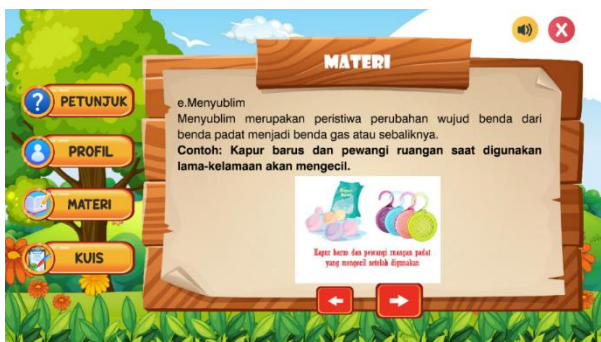 MATERI
PETUNJUK
PROFIL
MATERI
KUIS
e.Menyublim
Menyublim merupakan peristiwa perubahan wujud benda dari
benda padat menjadi benda gas atau sebaliknya.
Contoh: Kapur barus dan pewangi ruangan saat digunakan
lama-kelamaan akan mengecil.
Kapur barus dan pewangi ruangan padat
yang mengecil setelah digunakan